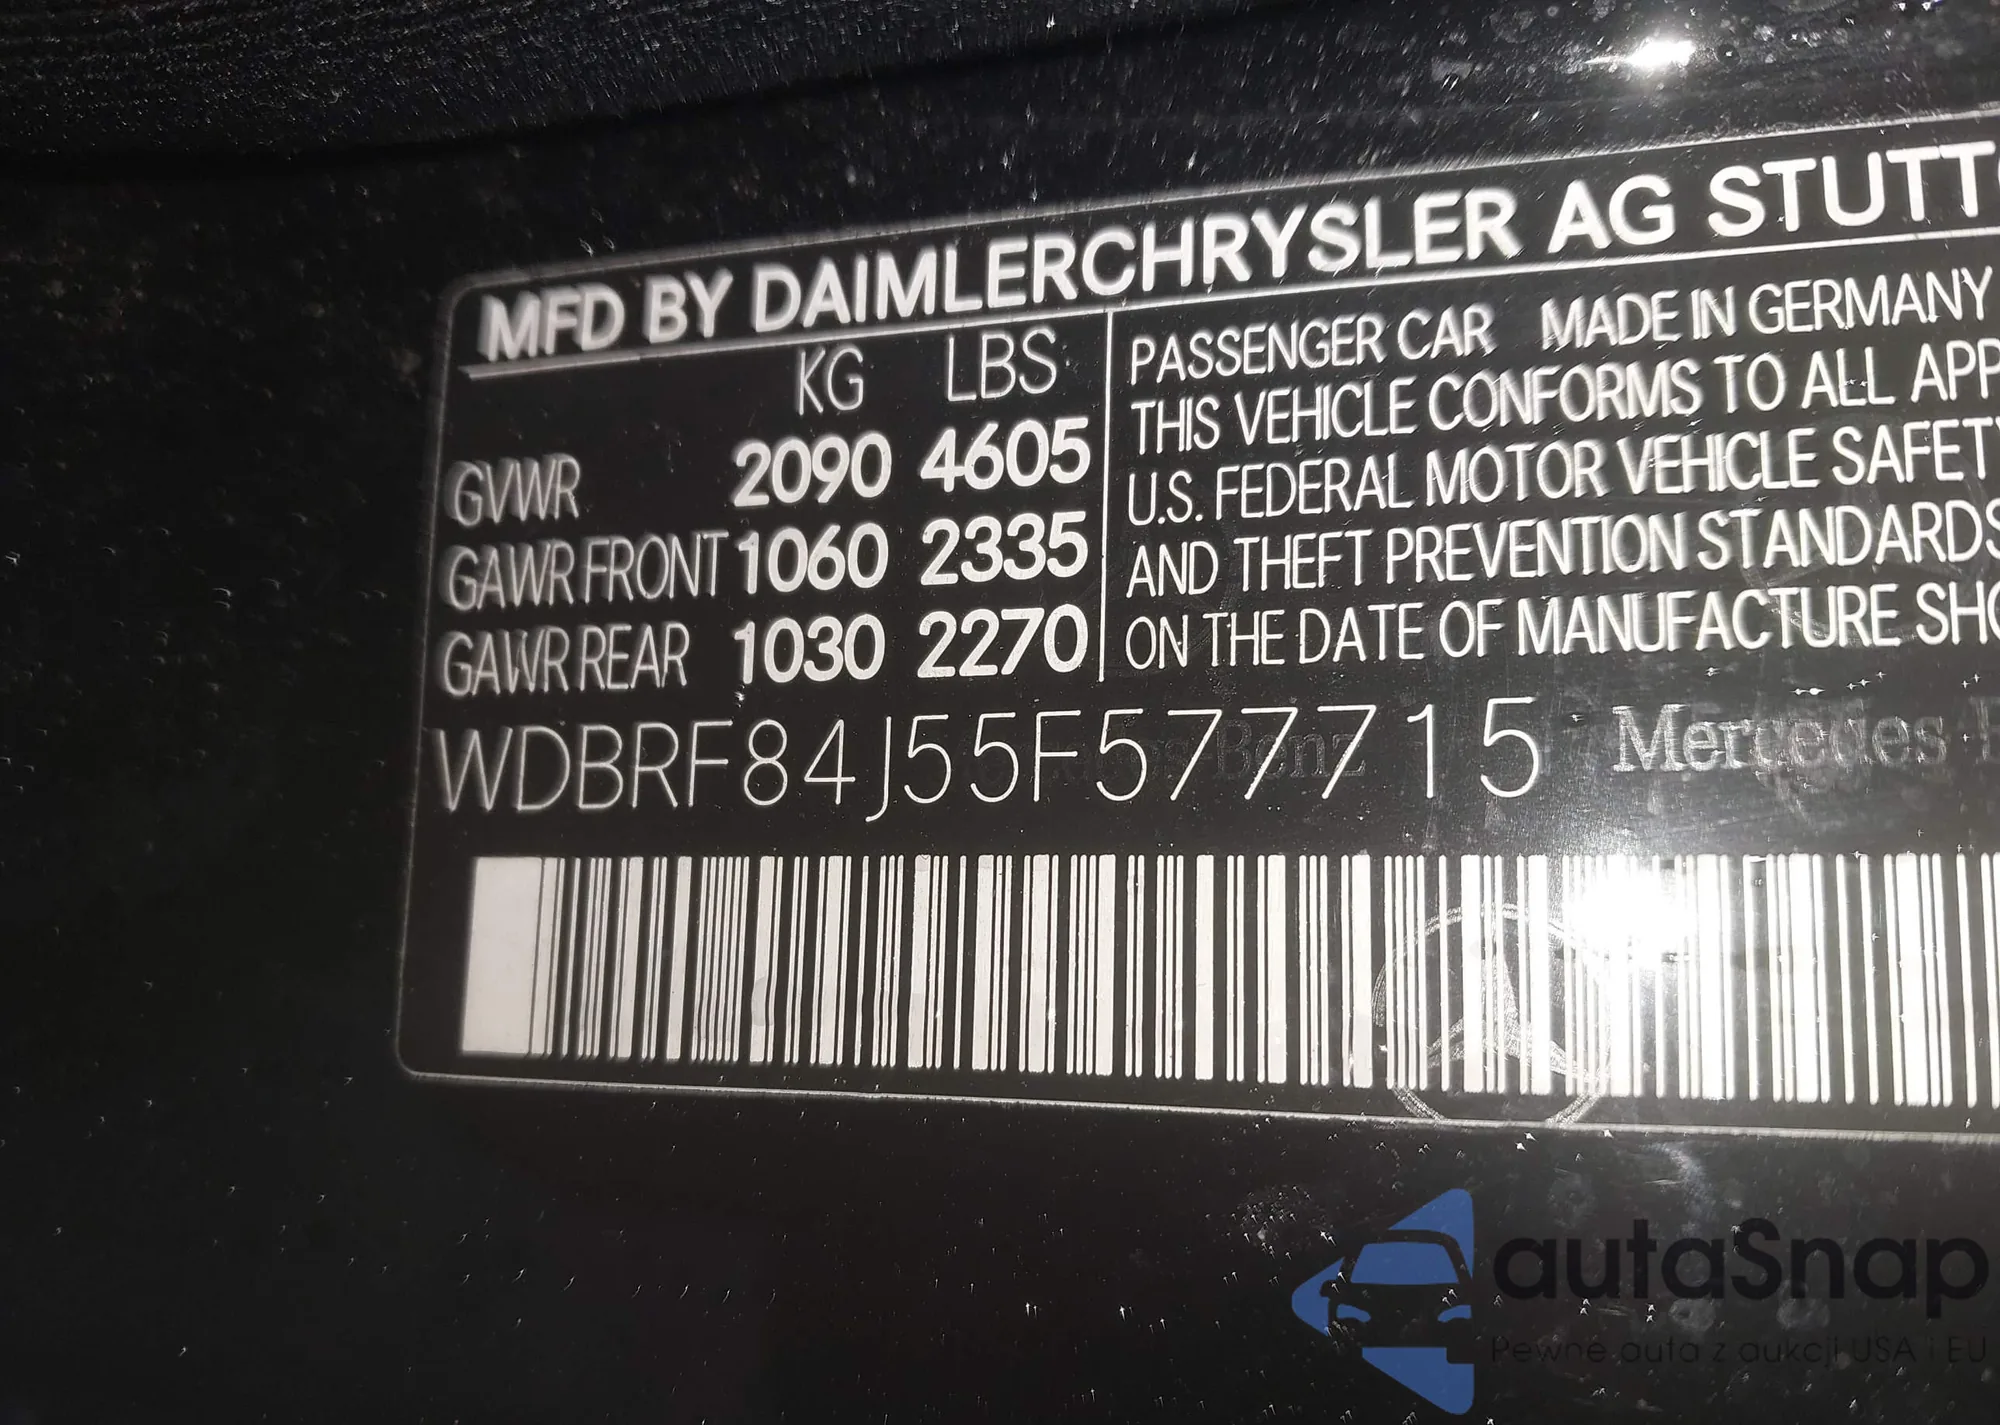 MFD BY DAIMLERCHRYSLER AG STUTT
KG LBS
GVWR 2090 4605
GAWR FRONT 1060 2335
GAWR REAR 1030 2270
PASSENGER CAR MADE IN GERMANY
THIS VEHICLE CONFORMS TO ALL APP
U.S. FEDERAL MOTOR VEHICLE SAFETY
AND THEFT PREVENTION STANDARDS
ON THE DATE OF MANUFACTURE SHO
WDBRF84J55F577715
Mercedes
autaSnap
Pewne auta z aukcji USA i EU